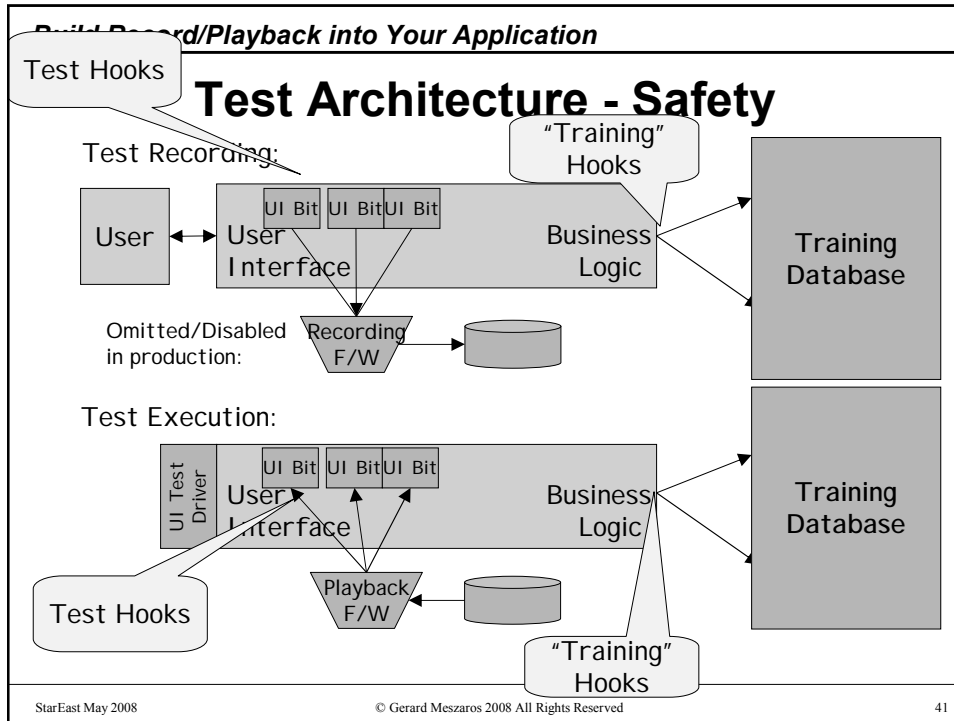 Build Record/Playback into Your Application
Test Hooks
Test Architecture - Safety
Test Recording:
"Training"
Hooks
UI Bit
UI Bit
UI Bit
User
User
Interface
Business
Logic
Training
Database
Omitted/Disabled
in production:
Recording
F/W
Test Execution:
UI Test
Driver
UI Bit
UI Bit
UI Bit
User
Interface
Business
Logic
Training
Database
Test Hooks
Playback
F/W
"Training"
Hooks
StarEast May 2008
© Gerard Meszaros 2008 All Rights Reserved
41